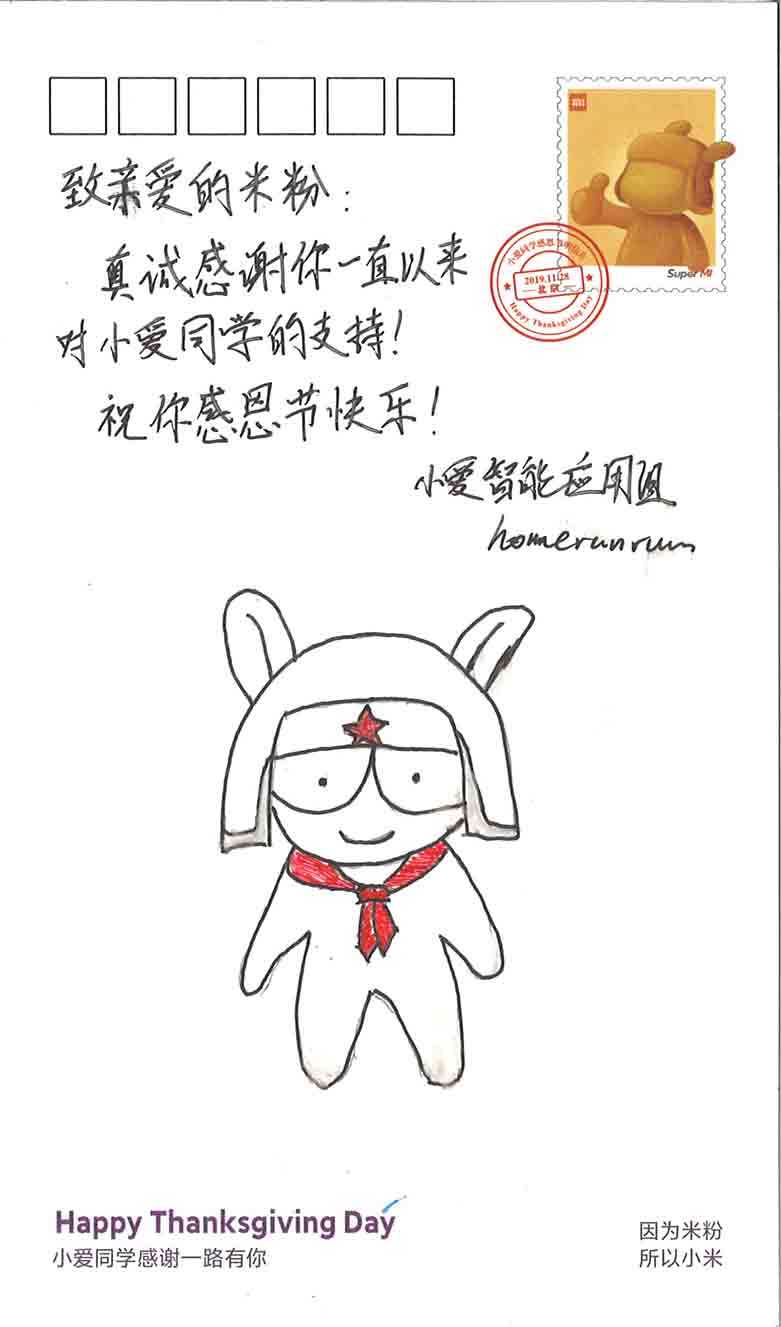 致亲爱的米粉：
真诚感谢你一直以来
对小爱同学的支持！
祝你感恩节快乐！
小爱智能应用组
homerunrun
MI
Super MI
小爱同学感恩
2019.11.28
北京
Happy Thanksgiving Day
Happy Thanksgiving Day
小爱同学感谢一路有你
因为米粉
所以小米